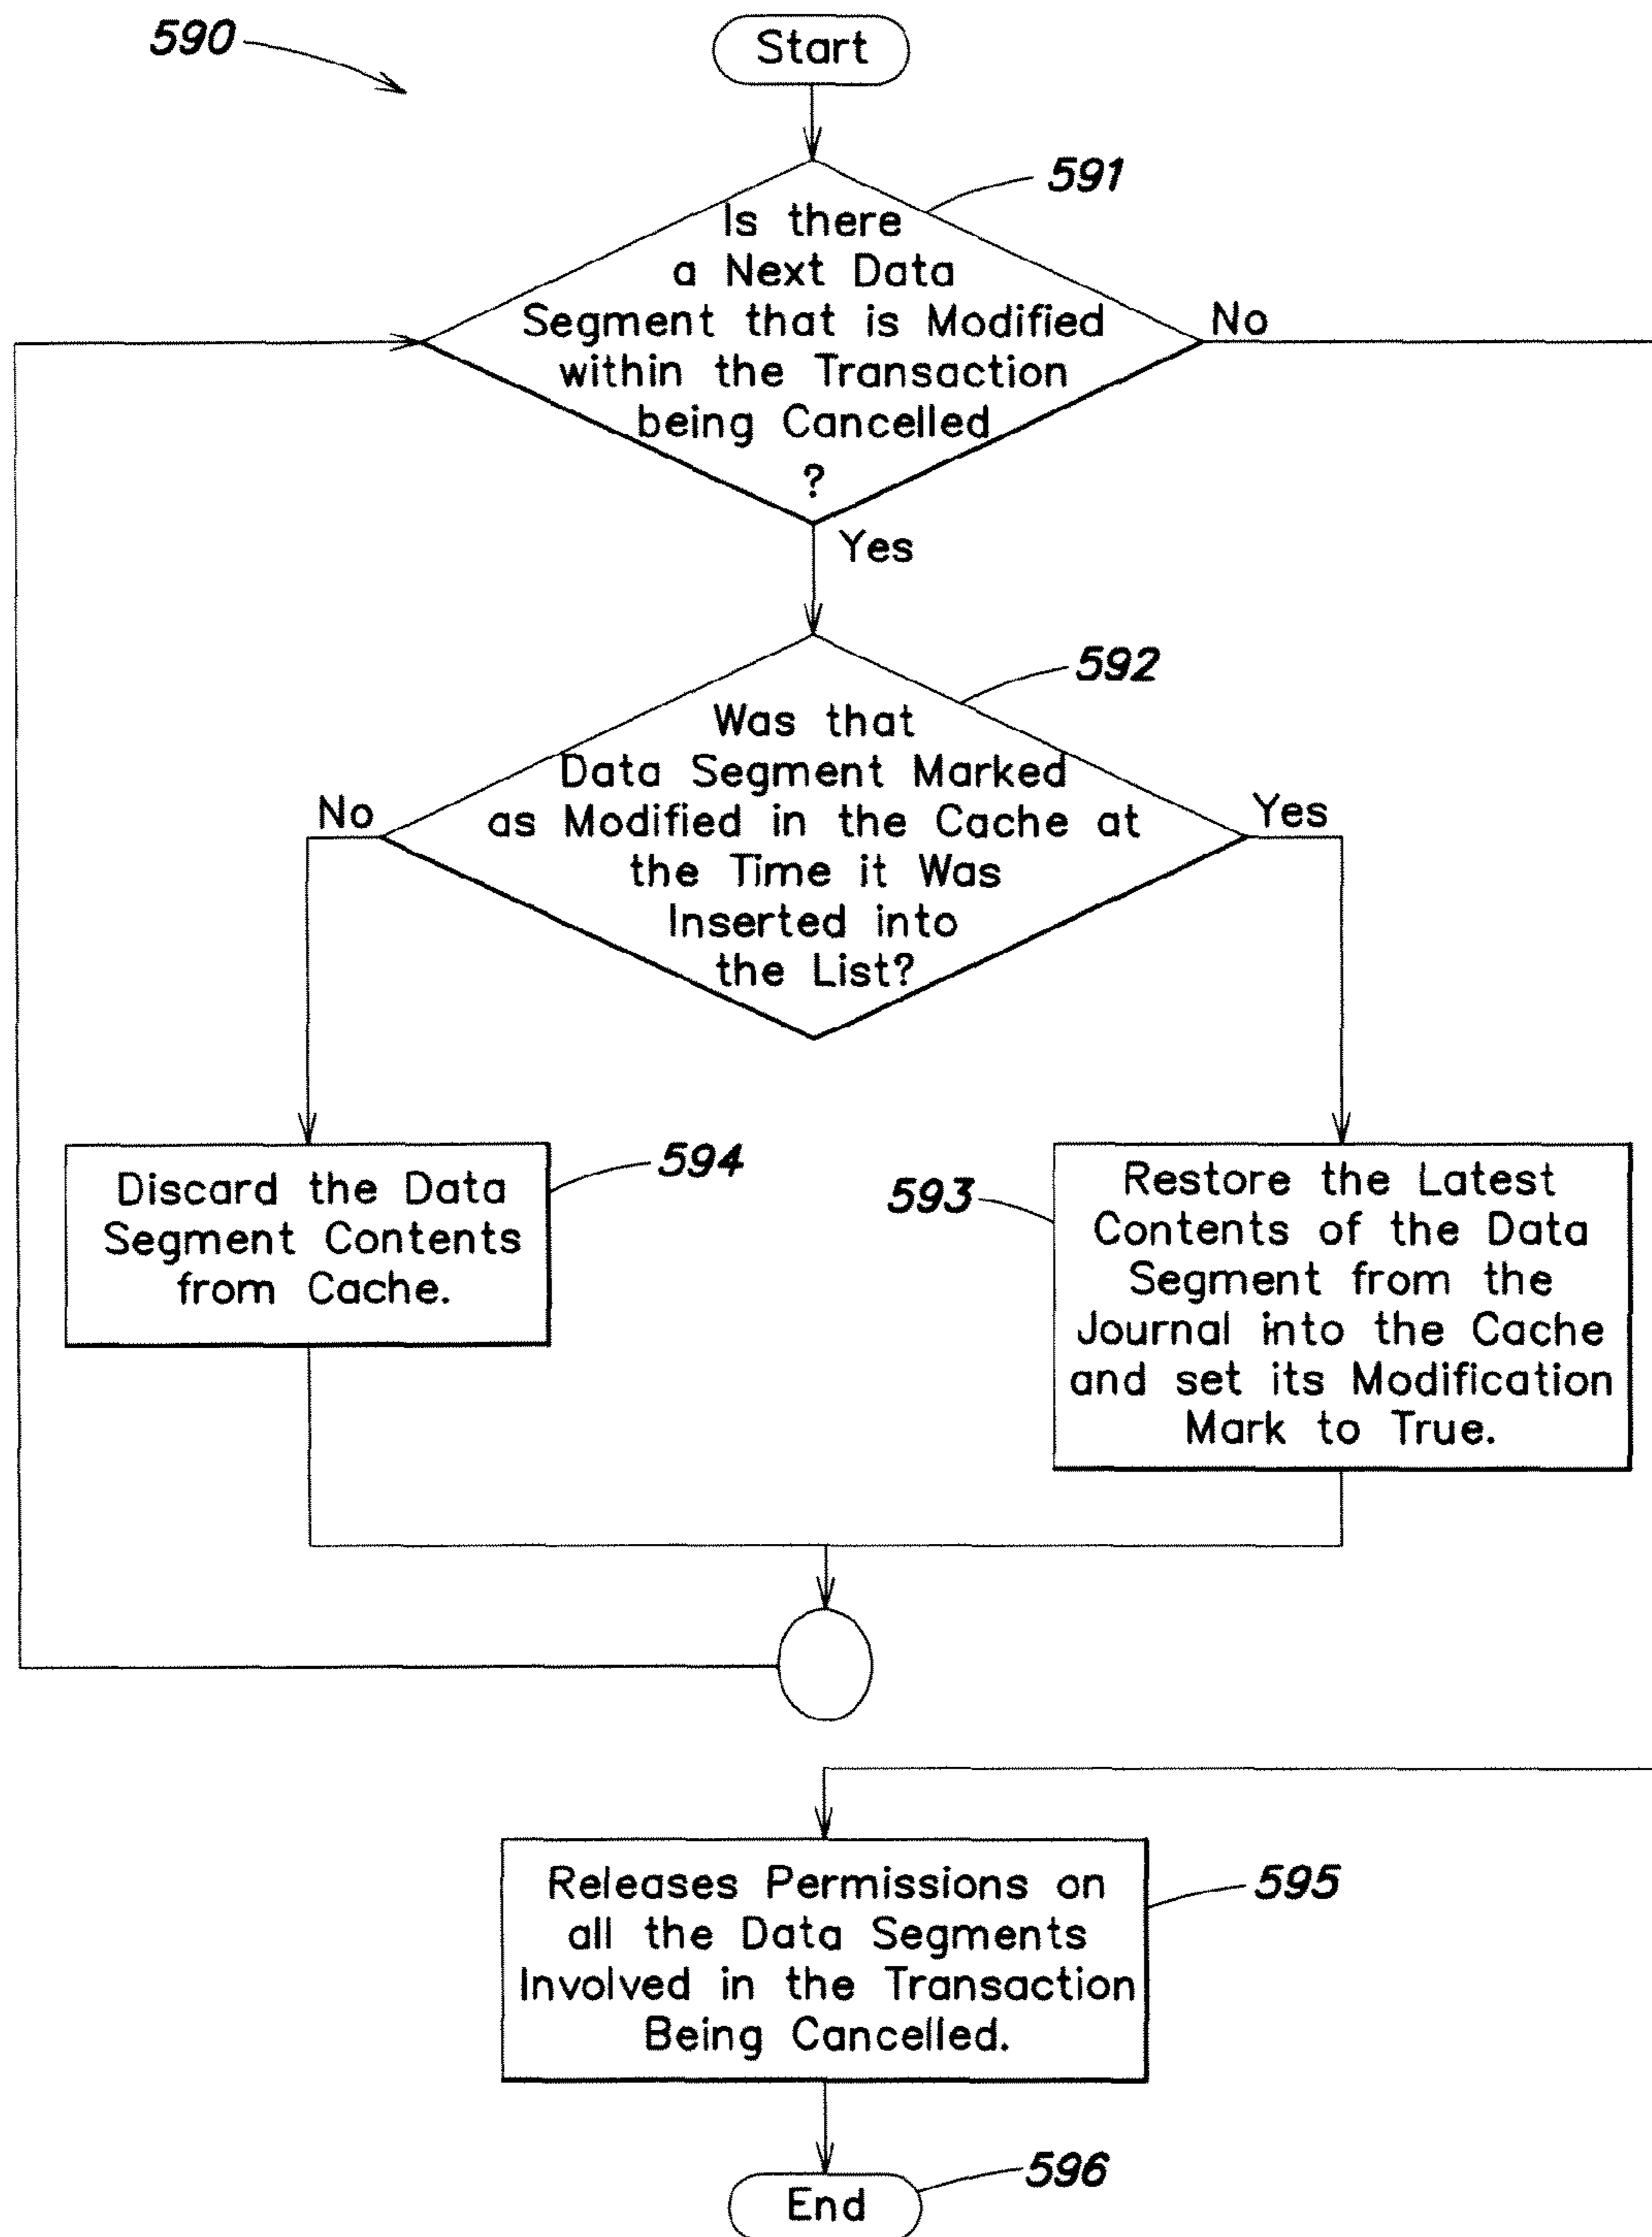 590
Start
591
Is there
a Next Data
Segment that is Modified
within the Transaction
being Cancelled
?
No
Yes
592
Was that
Data Segment Marked
as Modified in the Cache at
the Time it Was
Inserted into
the List?
No
Yes
594
Discard the Data
Segment Contents
from Cache.
593
Restore the Latest
Contents of the Data
Segment from the
Journal into the Cache
and set its Modification
Mark to True.
595
Releases Permissions on
all the Data Segments
Involved in the Transaction
Being Cancelled.
596
End